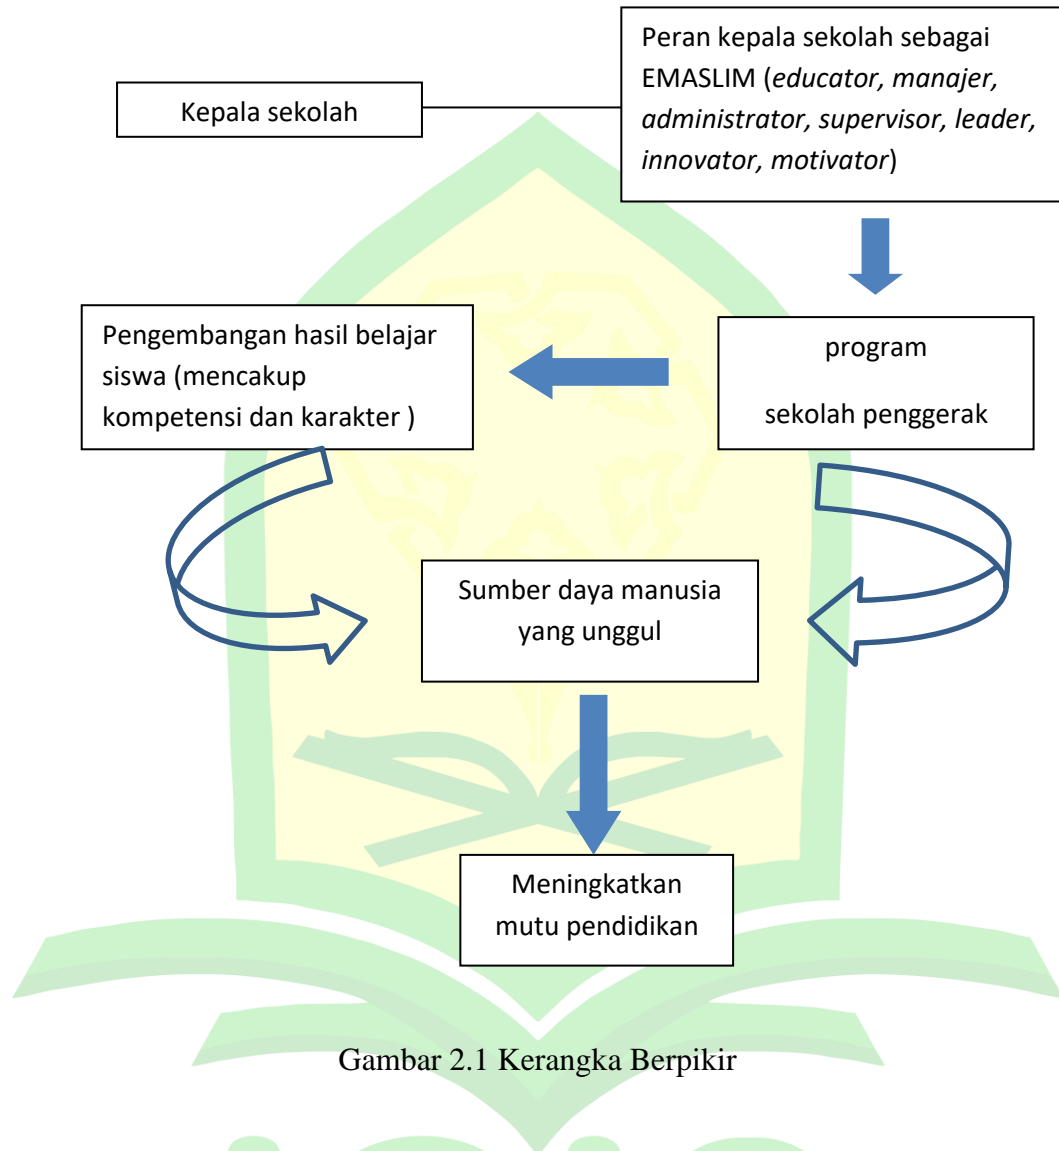 Kepala sekolah
Peran kepala sekolah sebagai
EMASLIM (educator, manajer,
administrator, supervisor, leader,
innovator, motivator)
Pengembangan hasil belajar
siswa (mencakup
kompetensi dan karakter )
program
sekolah penggerak
Sumber daya manusia
yang unggul
Meningkatkan
mutu pendidikan
Gambar 2.1 Kerangka Berpikir